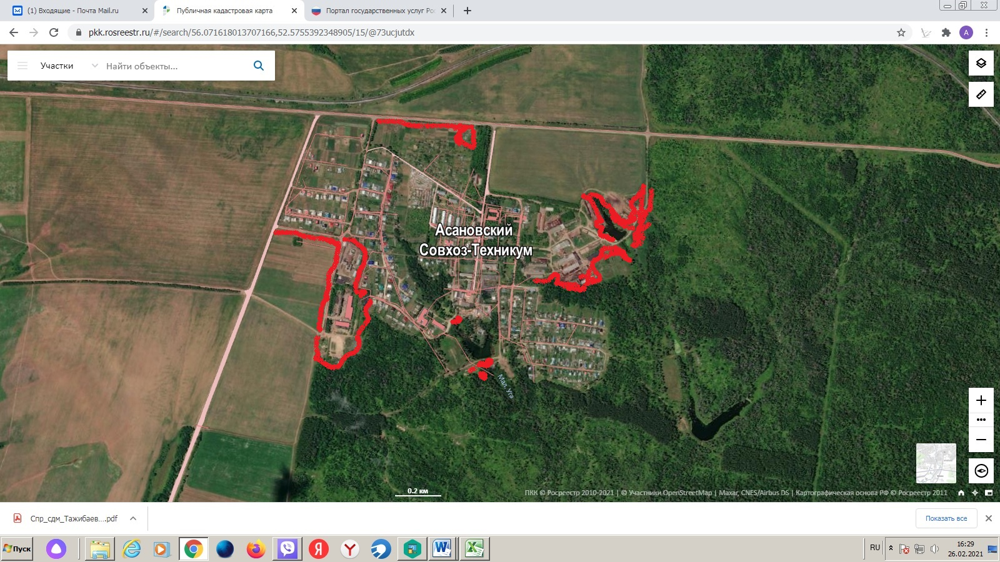 (1) Входящие - Почта Mail.ru
Публичная кадастровая карта
Портал государственных услуг Рос
pkk.rosreestr.ru/#/search/56.071618013707166,52.5755392348905/15/@73ucjutdx
A
Участки
Найти объекты...
Асановский
Совхоз-Техникум
Мал. Уга
0.2 км
ПКК © Росреестр 2010-2021 | © Участники OpenStreetMap | Maxar, CNES/Airbus DS | Картографическая основа РФ © Росреестр 2011
Спр_сдм_Тажибаев....pdf
Показать все
Пуск
RU
16:29
26.02.2021